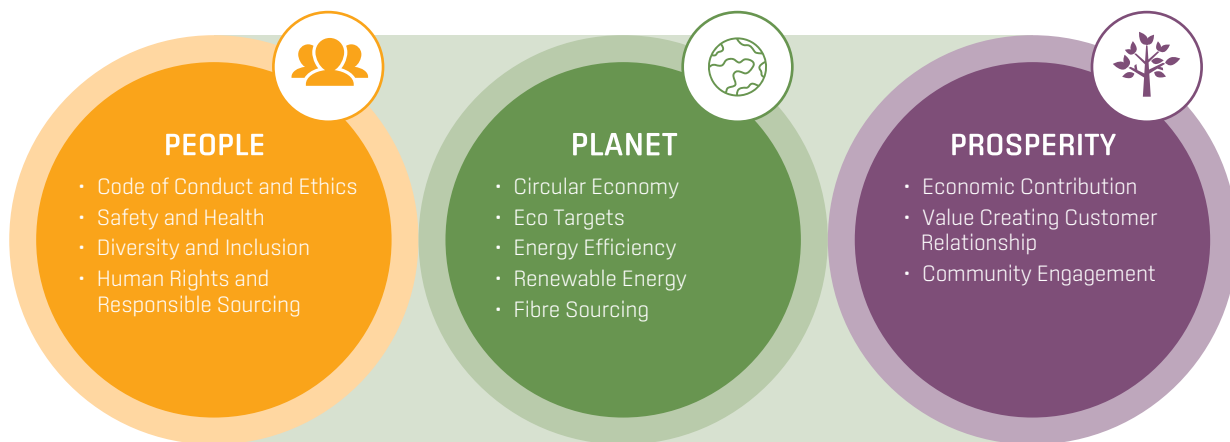 PEOPLE
· Code of Conduct and Ethics
· Safety and Health
· Diversity and Inclusion
· Human Rights and
Responsible Sourcing
PLANET
· Circular Economy
· Eco Targets
· Energy Efficiency
· Renewable Energy
· Fibre Sourcing
PROSPERITY
· Economic Contribution
· Value Creating Customer
Relationship
· Community Engagement